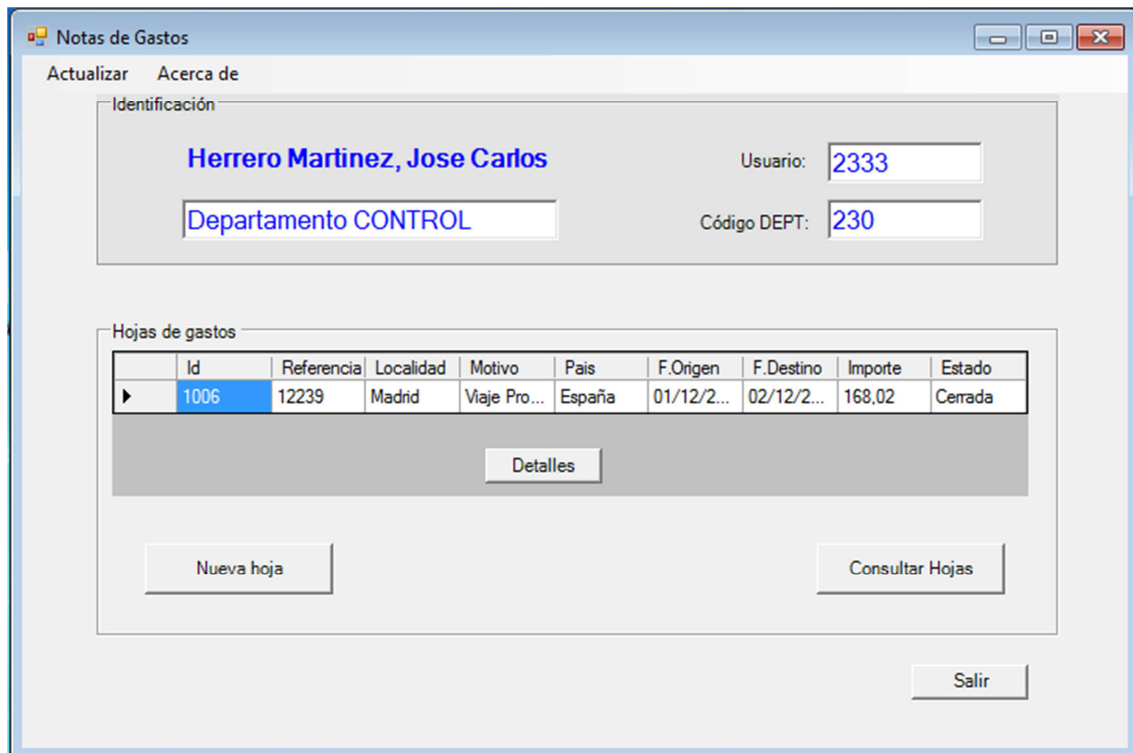 Notas de Gastos
Actualizar Acerca de
Identificación
Herrero Martinez, Jose Carlos Usuario: 2333
Departamento CONTROL Código DEPT: 230
Hojas de gastos
Id Referencia Localidad Motivo Pais F.Origen F.Destino Importe Estado
1006 12239 Madrid Viaje Pro... España 01/12/2... 02/12/2... 168,02 Cerrada
Detalles
Nueva hoja Consultar Hojas
Salir